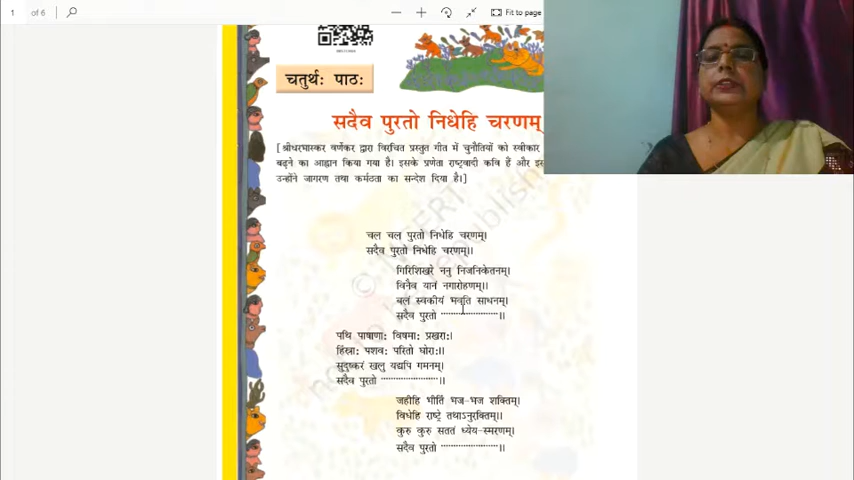 1 of 6 Fit to page
चतुर्थः पाठः
सदैव पुरतो निधेहि चरणम्
[ श्रीधरभास्कर वर्णेकर द्वारा विरचित प्रस्तुत गीत में चुनौतियों को स्वीकार
बढ़ने का आह्वान किया गया है। इसके प्रणेता राष्ट्रवादी कवि हैं और इस
उन्होंने जागरण तथा कर्मठता का सन्देश दिया है।]
चल चल पुरतो निधेहि चरणम्।
सदैव पुरतो निधेहि चरणम्।।
गिरिशिखरे ननु निजनिकेतनम्।
विनैव यानं नगारोहणम्।।
बलं स्वकीयं भवति साधनम्।
सदैव पुरतो ......................।।
पथि पाषाणाः विषमाः प्रखराः।
हिंस्राः पशवः परितो घोराः।।
सुदुष्करं खलु यद्यपि गमनम्।
सदैव पुरतो ......................।।
जहीहि भीतिं भज-भज शक्तिम्।
विधेहि राष्ट्रे तथाऽनुरक्तिम्।।
कुरु कुरु सततं ध्येय-स्मरणम्।
सदैव पुरतो ......................।।